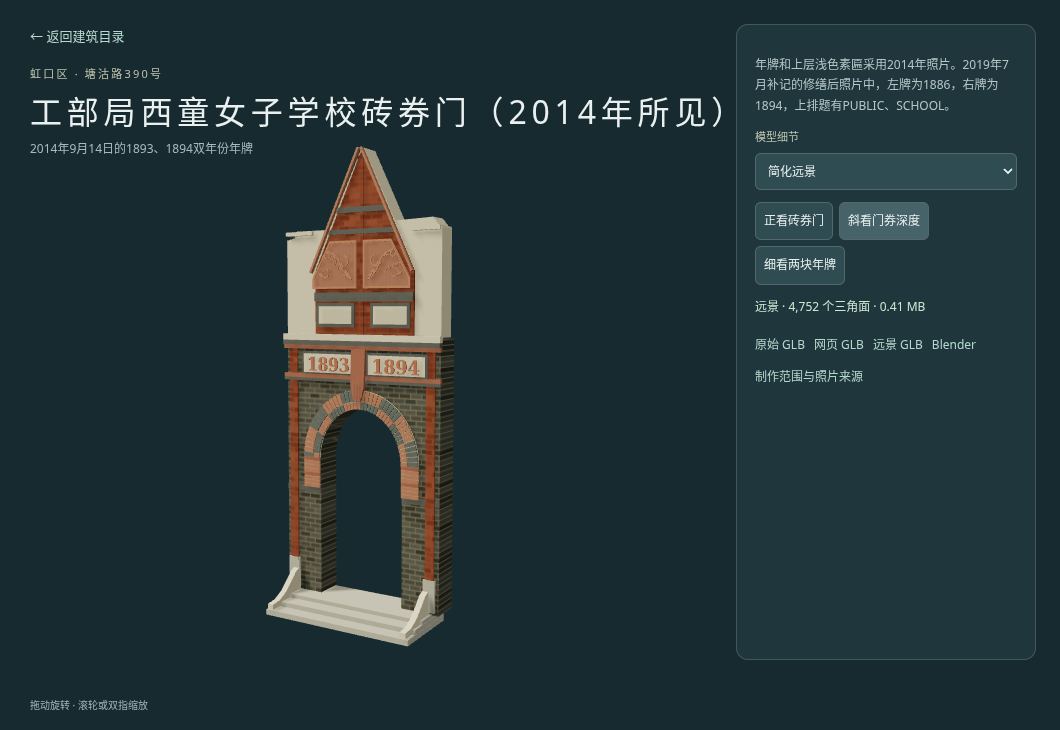 ← 返回建筑目录
虹口区 · 塘沽路390号
工部局西童女子学校砖券门（2014年所见）
2014年9月14日的1893、1894双年份年牌
1893
1894
拖动旋转 · 滚轮或双指缩放
年牌和上层浅色素匾采用2014年照片。2019年7
月补记的修缮后照片中，左牌为1886，右牌为
1894，上排题有PUBLIC、SCHOOL。
模型细节
简化远景
正看砖券门
斜看门券深度
细看两块年牌
远景 · 4,752 个三角面 · 0.41 MB
原始 GLB 网页 GLB 远景 GLB Blender
制作范围与照片来源